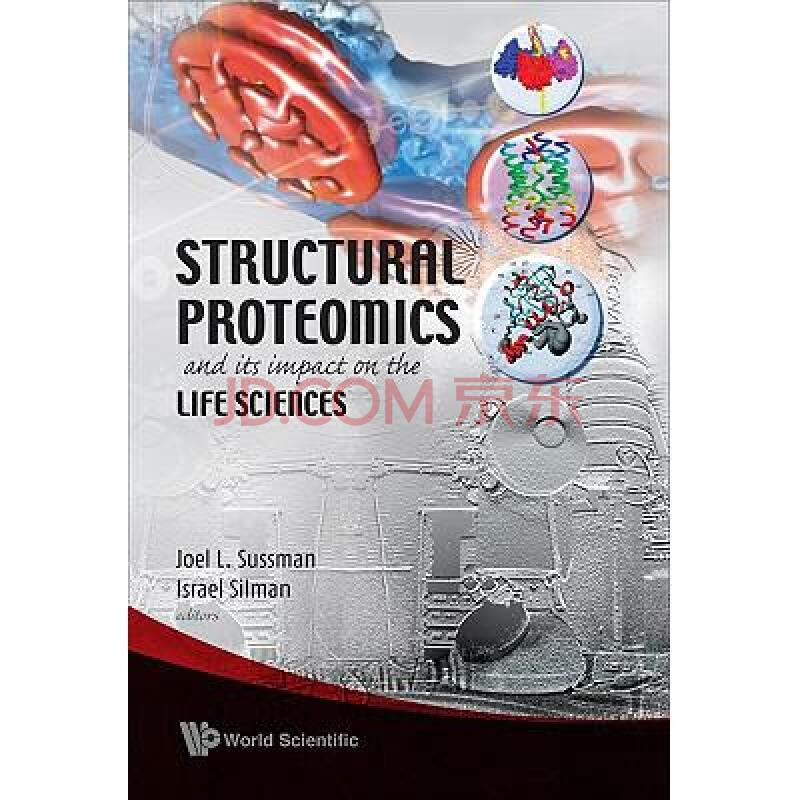 STRUCTURAL
PROTEOMICS
and its impact on the
LIFE SCIENCES
JD.COM 京东
Joel L. Sussman
Israel Silman
editors
World Scientific